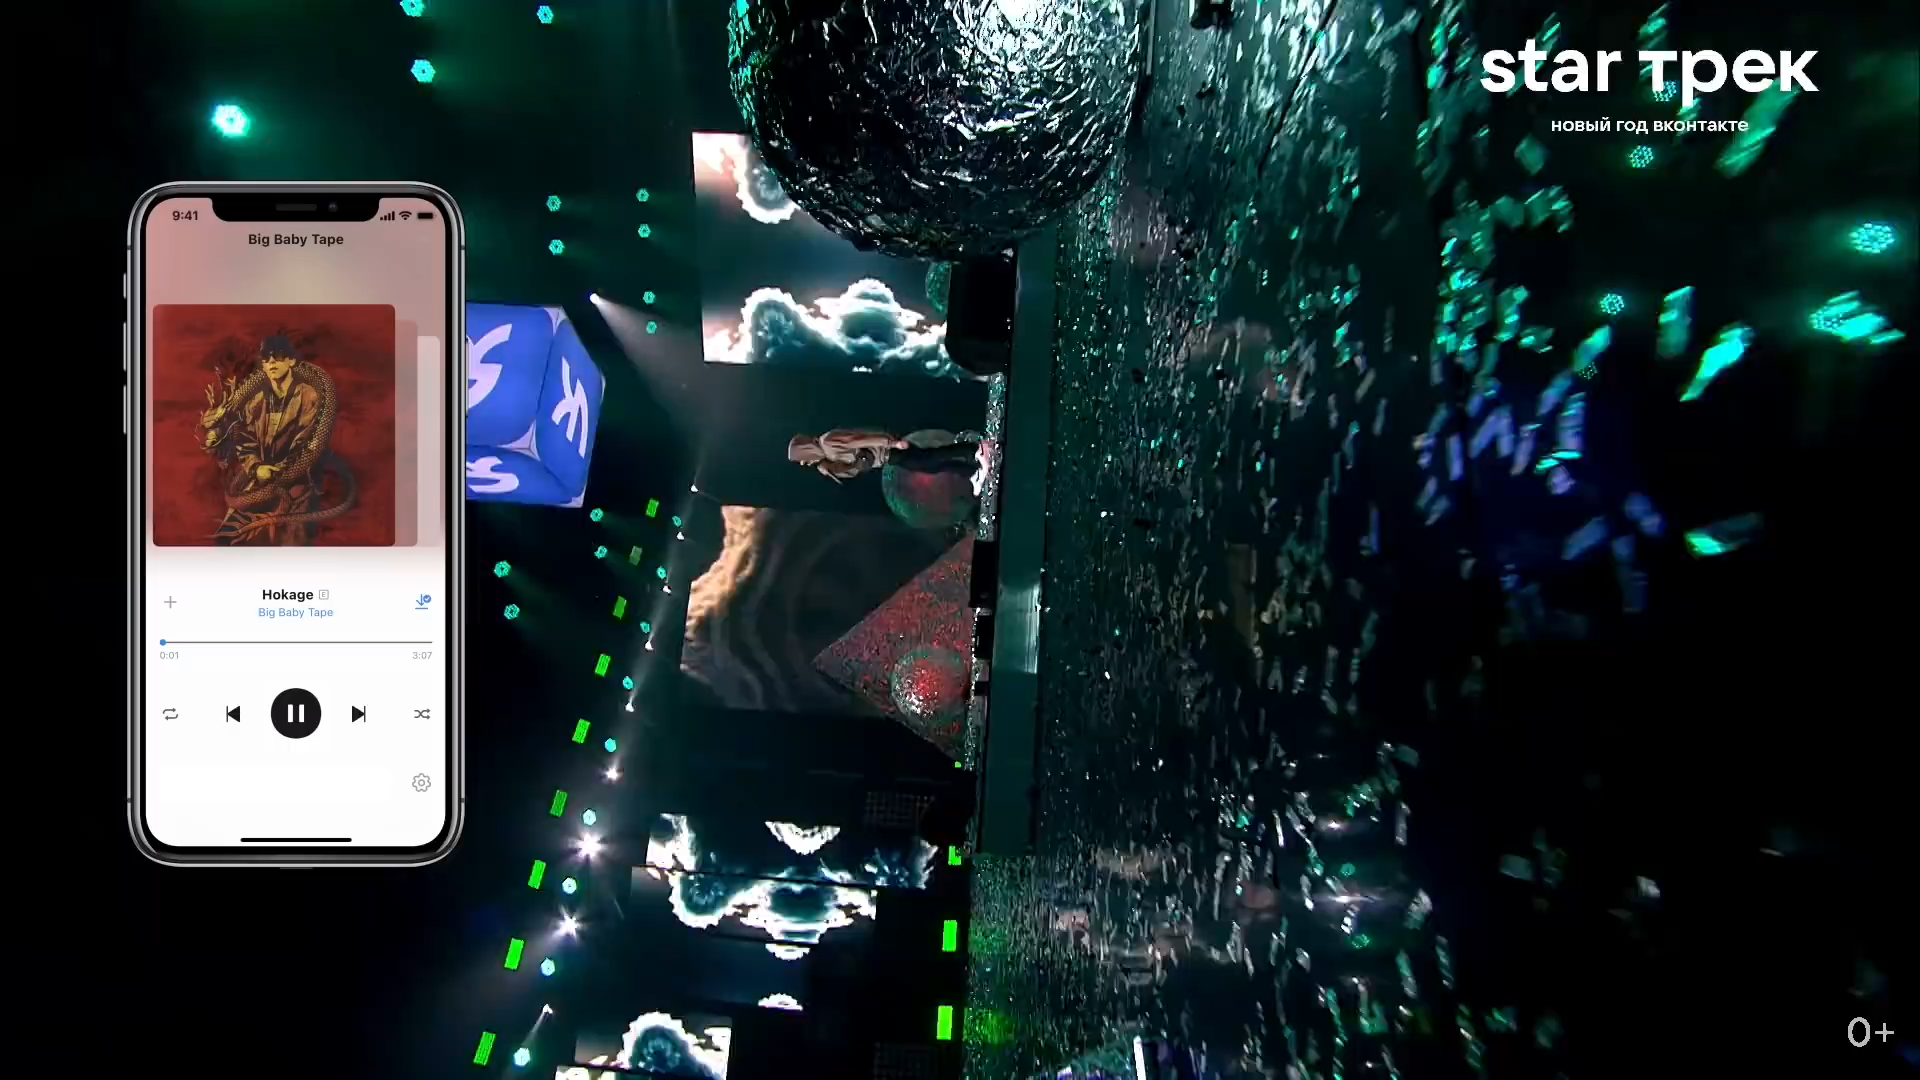 star трек
новый год вконтакте
9:41
Big Baby Tape
Hokage E
Big Baby Tape
0:01
3:07
0+